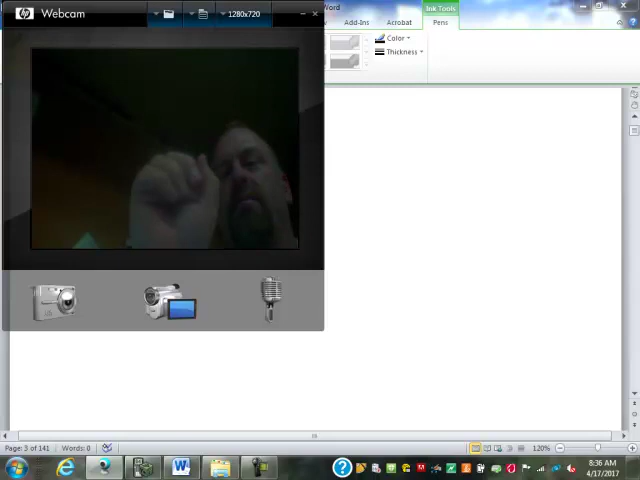 hp Webcam 1280x720
Word
Ink Tools
Add-Ins Acrobat Pens
Color
Thickness
Page: 3 of 141 Words: 0 120%
8:36 AM
4/17/2017